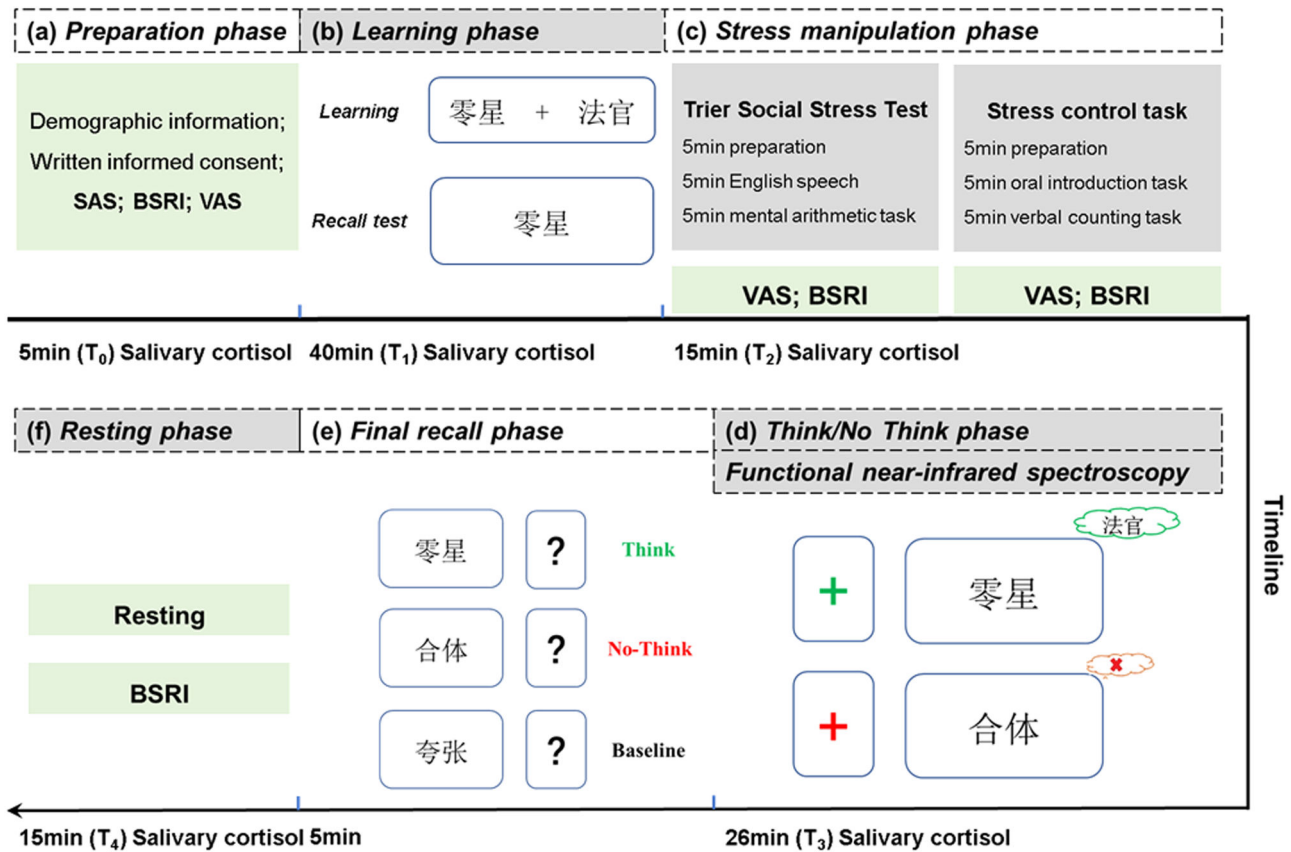 (a) Preparation phase
(b) Learning phase
(c) Stress manipulation phase
Demographic information;
Written informed consent;
SAS; BSRI; VAS
Learning
零星 + 法官
Recall test
零星
Trier Social Stress Test
5min preparation
5min English speech
5min mental arithmetic task
Stress control task
5min preparation
5min oral introduction task
5min verbal counting task
VAS; BSRI
VAS; BSRI
5min (T0) Salivary cortisol
40min (T1) Salivary cortisol
15min (T2) Salivary cortisol
Timeline
(f) Resting phase
(e) Final recall phase
(d) Think/No Think phase
Functional near-infrared spectroscopy
Resting
BSRI
零星 ? Think
合体 ? No-Think
夸张 ? Baseline
法官
+ 零星
+ 合体
15min (T4) Salivary cortisol
5min
26min (T3) Salivary cortisol